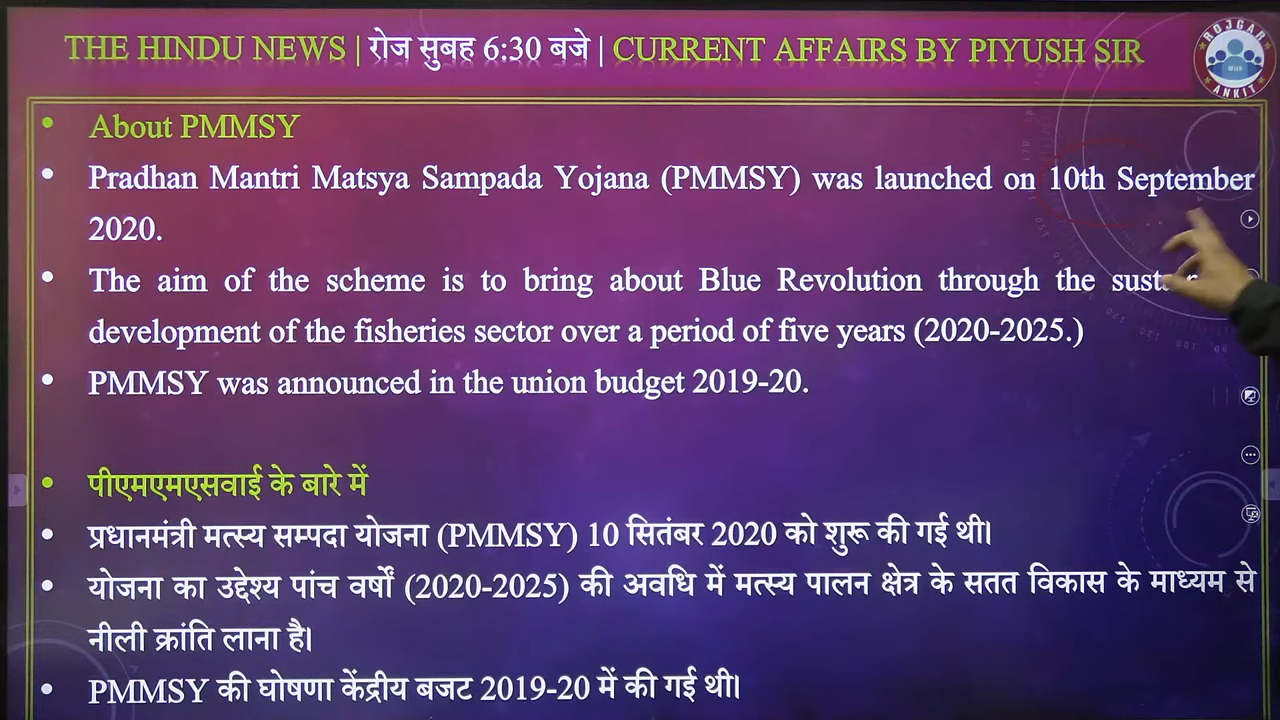 THE HINDU NEWS | रोज सुबह 6:30 बजे | CURRENT AFFAIRS BY PIYUSH SIR
ROJGAR
WITH
ANKIT
• About PMMSY
• Pradhan Mantri Matsya Sampada Yojana (PMMSY) was launched on 10th September
2020.
• The aim of the scheme is to bring about Blue Revolution through the
development of the fisheries sector over a period of five years (2020-2025.)
• PMMSY was announced in the union budget 2019-20.
• पीएमएमएसवाई के बारे में
• प्रधानमंत्री मत्स्य सम्पदा योजना (PMMSY) 10 सितंबर 2020 को शुरू की गई थी।
• योजना का उद्देश्य पांच वर्षों (2020-2025) की अवधि में मत्स्य पालन क्षेत्र के सतत विकास के माध्यम से
नीली क्रांति लाना है।
• PMMSY की घोषणा केंद्रीय बजट 2019-20 में की गई थी।